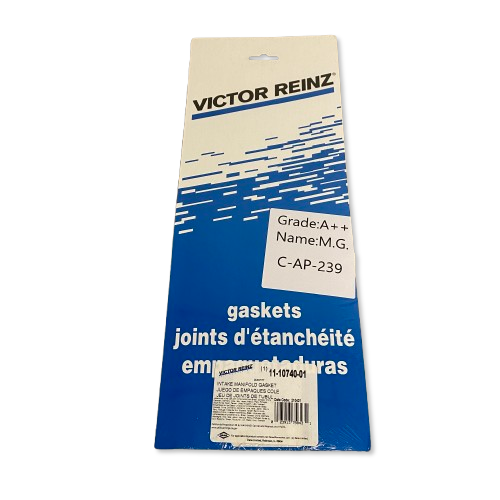 VICTOR REINZ®
Grade:A++
Name:M.G.
C-AP-239
gaskets
joints d'étanchéité
empaquetaduras
VICTOR REINZ (1) 11-10740-01
INTAKE MANIFOLD GASKET
JUEGO DE EMPAQUES COLE
JEU DE JOINTS DE TUBUL